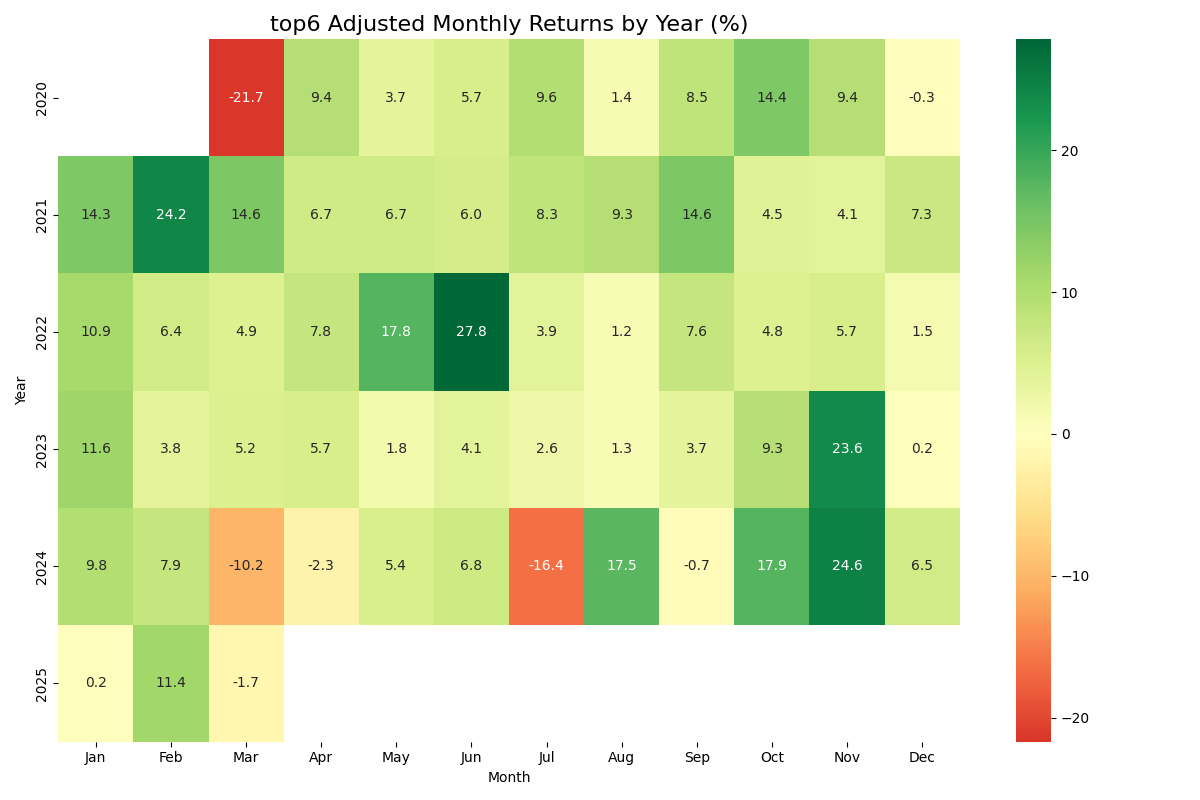 top6 Adjusted Monthly Returns by Year (%)
2020 -21.7 9.4 3.7 5.7 9.6 1.4 8.5 14.4 9.4 -0.3
2021 14.3 24.2 14.6 6.7 6.7 6.0 8.3 9.3 14.6 4.5 4.1 7.3
2022 10.9 6.4 4.9 7.8 17.8 27.8 3.9 1.2 7.6 4.8 5.7 1.5
2023 11.6 3.8 5.2 5.7 1.8 4.1 2.6 1.3 3.7 9.3 23.6 0.2
2024 9.8 7.9 -10.2 -2.3 5.4 6.8 -16.4 17.5 -0.7 17.9 24.6 6.5
2025 0.2 11.4 -1.7
Year
Jan Feb Mar Apr May Jun Jul Aug Sep Oct Nov Dec
Month
20
10
0
−10
−20